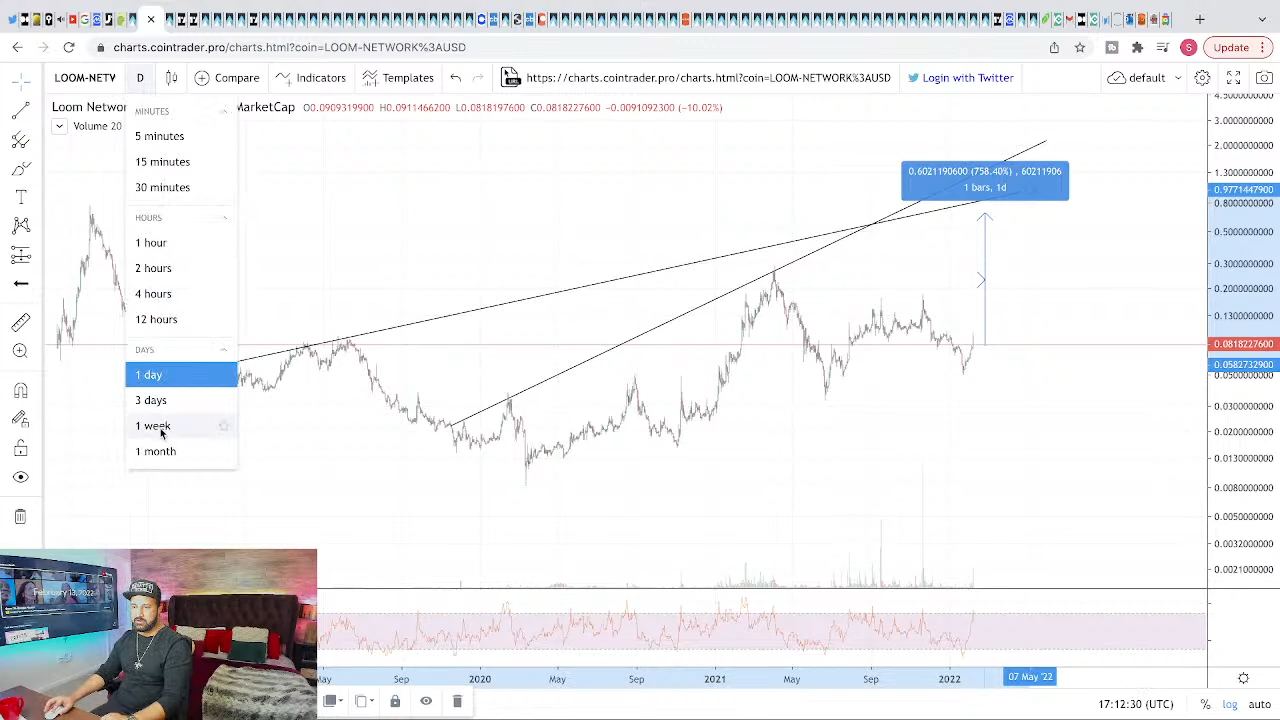 charts.cointrader.pro/charts.html?coin=LOOM-NETWORK%3AUSD
S
Update
LOOM-NETV
D
Compare
Indicators
Templates
URL
https://charts.cointrader.pro/charts.html?coin=LOOM-NETWORK%3AUSD
Login with Twitter
default
Loom Networ
MarketCap O0.0909319900 H0.0911466200 L0.0818197600 C0.0818227600 −0.0091092300 (−10.02%)
Volume 20
MINUTES
5 minutes
15 minutes
30 minutes
HOURS
1 hour
2 hours
4 hours
12 hours
DAYS
1 day
3 days
1 week
1 month
0.6021190600 (758.40%) , 60211906
1 bars, 1d
4.5000000000
3.0000000000
2.0000000000
1.3000000000
0.9771447900
0.8000000000
0.5000000000
0.3000000000
0.2000000000
0.1300000000
0.0818227600
0.0582732900
0.0500000000
0.0300000000
0.0200000000
0.0130000000
0.0080000000
0.0050000000
0.0032000000
0.0021000000
February 13, 2022
May
Sep
2020
May
Sep
2021
May
Sep
2022
07 May '22
17:12:30 (UTC)
%
log
auto